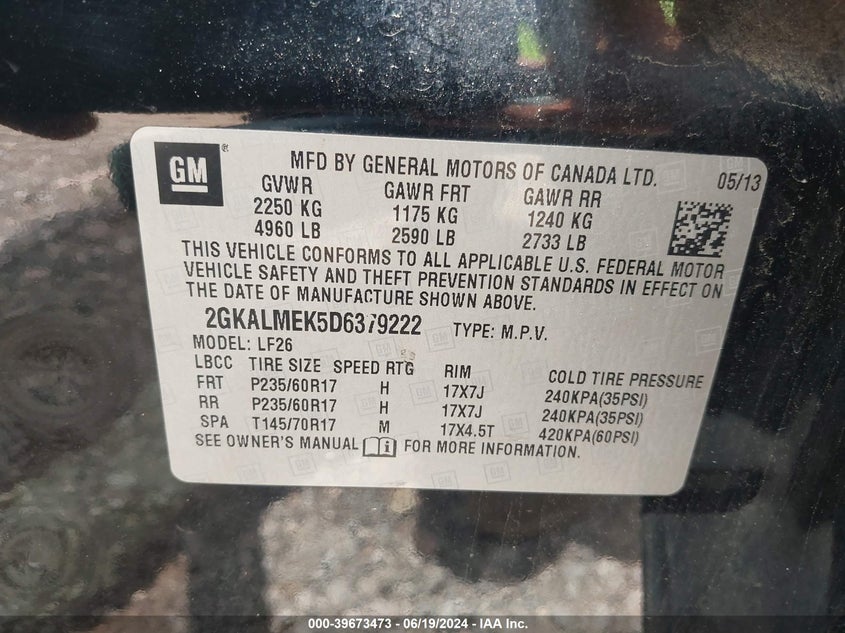 GM ® MFD BY GENERAL MOTORS OF CANADA LTD. 05/13
GVWR GAWR FRT GAWR RR
2250 KG 1175 KG 1240 KG
4960 LB 2590 LB 2733 LB
THIS VEHICLE CONFORMS TO ALL APPLICABLE U.S. FEDERAL MOTOR
VEHICLE SAFETY AND THEFT PREVENTION STANDARDS IN EFFECT ON
THE DATE OF MANUFACTURE SHOWN ABOVE.
2GKALMEK5D6379222 TYPE: M.P.V.
MODEL: LF26
LBCC TIRE SIZE SPEED RTG RIM COLD TIRE PRESSURE
FRT P235/60R17 H 17X7J 240KPA(35PSI)
RR P235/60R17 H 17X7J 240KPA(35PSI)
SPA T145/70R17 M 17X4.5T 420KPA(60PSI)
SEE OWNER'S MANUAL FOR MORE INFORMATION.
000-39673473 - 06/19/2024 - IAA Inc.